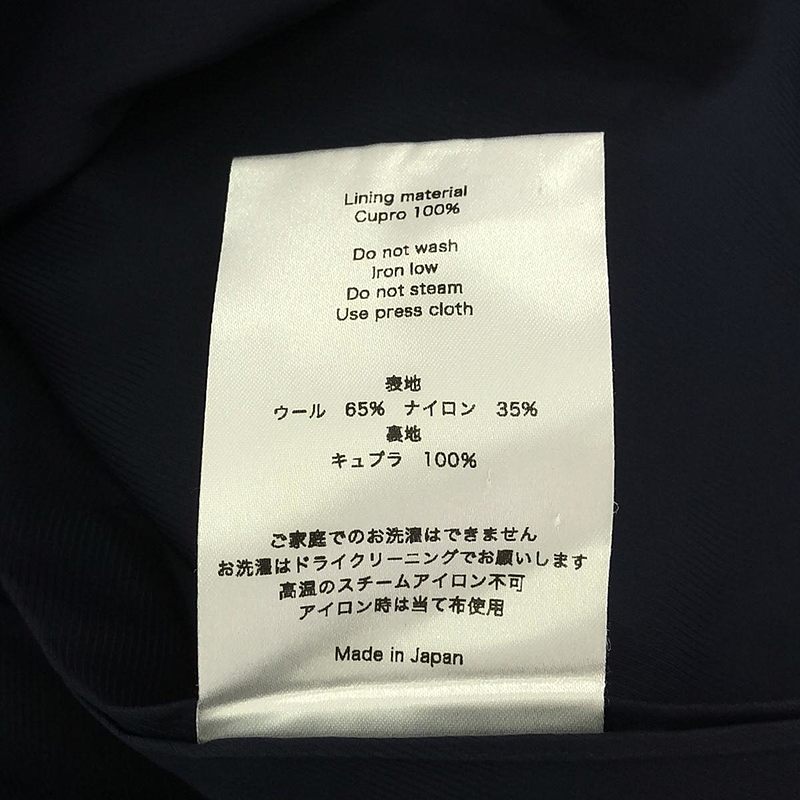 Lining material
Cupro 100%
Do not wash
Iron low
Do not steam
Use press cloth
表地
ウール 65% ナイロン 35%
裏地
キュプラ 100%
ご家庭でのお洗濯はできません
お洗濯はドライクリーニングでお願いします
高温のスチームアイロン不可
アイロン時は当て布使用
Made in Japan